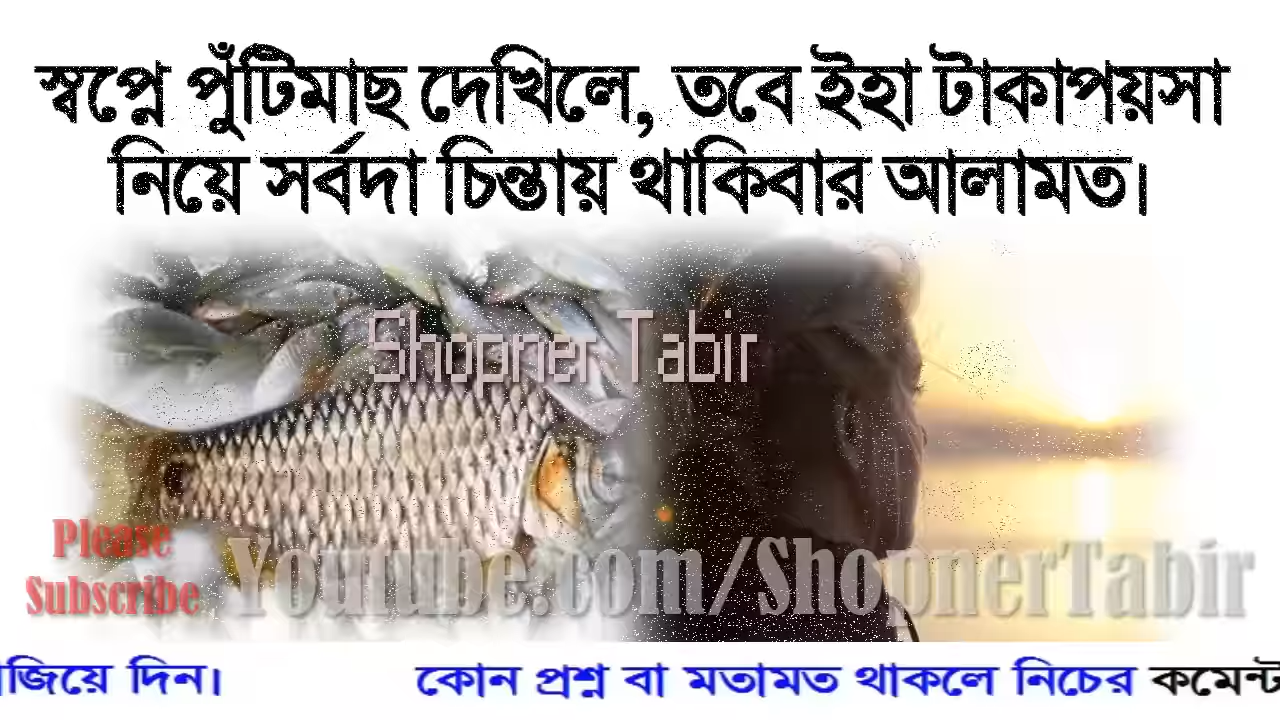 স্বপ্নে পুঁটিমাছ দেখিলে, তবে ইহা টাকাপয়সা
নিয়ে সর্বদা চিন্তায় থাকিবার আলামত।
Shopner Tabir
Please
Subscribe
Youtube.com/ShopnerTabir
জিয়ে দিন। কোন প্রশ্ন বা মতামত থাকলে নিচের কমেন্ট